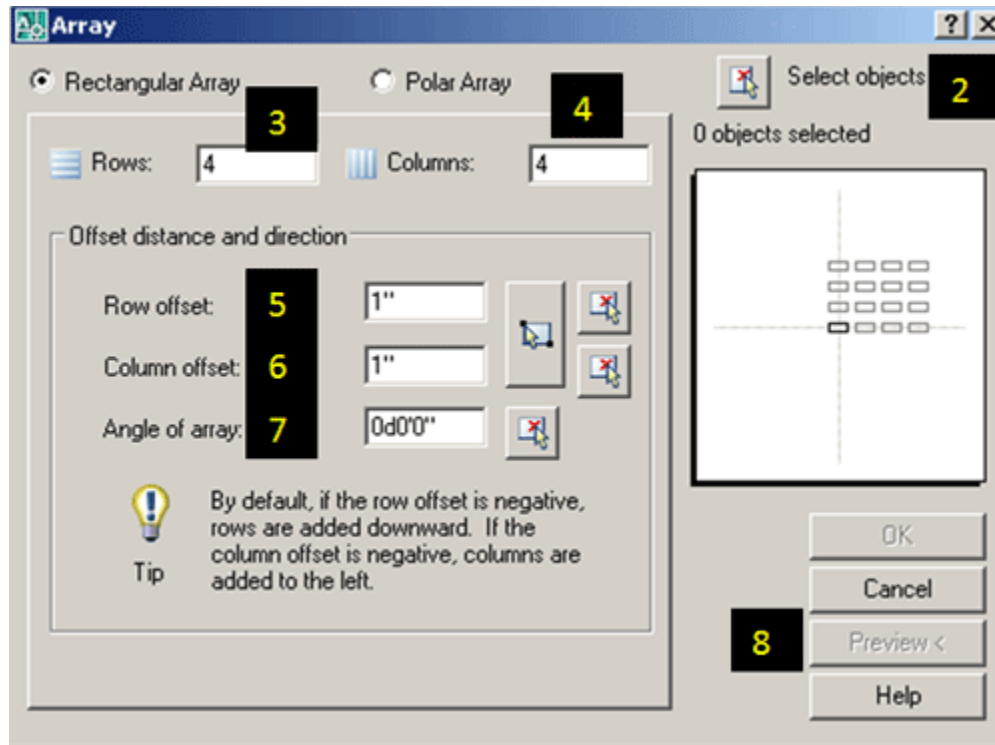 Array
Rectangular Array
Polar Array
Select objects
2
3
4
0 objects selected
Rows: 4
Columns: 4
Offset distance and direction
Row offset: 5 1"
Column offset: 6 1"
Angle of array: 7 0d0'0"
Tip
By default, if the row offset is negative,
rows are added downward. If the
column offset is negative, columns are
added to the left.
OK
Cancel
8 Preview <
Help